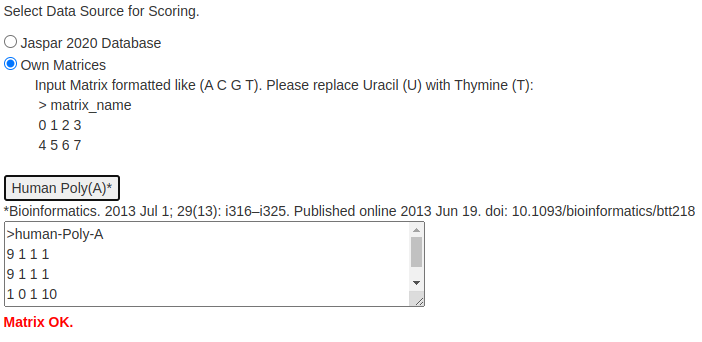 Select Data Source for Scoring.
Jaspar 2020 Database
Own Matrices
Input Matrix formatted like (A C G T). Please replace Uracil (U) with Thymine (T):
> matrix_name
0 1 2 3
4 5 6 7
Human Poly(A)*
*Bioinformatics. 2013 Jul 1; 29(13): i316–i325. Published online 2013 Jun 19. doi: 10.1093/bioinformatics/btt218
>human-Poly-A
9 1 1 1
9 1 1 1
1 0 1 10
Matrix OK.